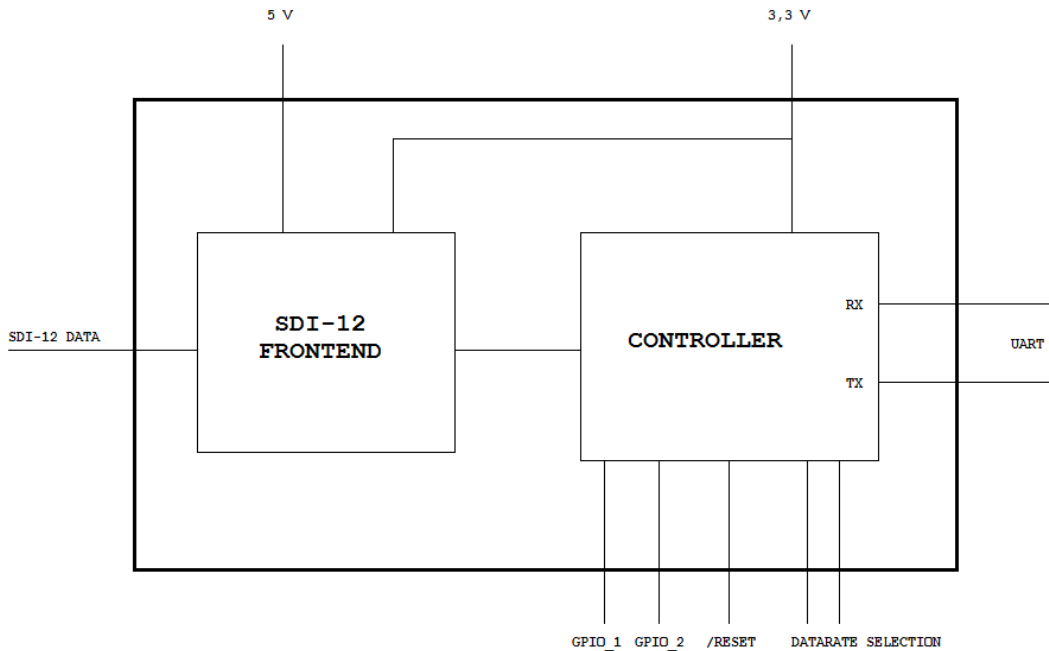 5 V
3,3 V
SDI-12 DATA
SDI-12
FRONTEND
CONTROLLER
RX
TX
UART
GPIO_1
GPIO_2
/RESET
DATARATE SELECTION